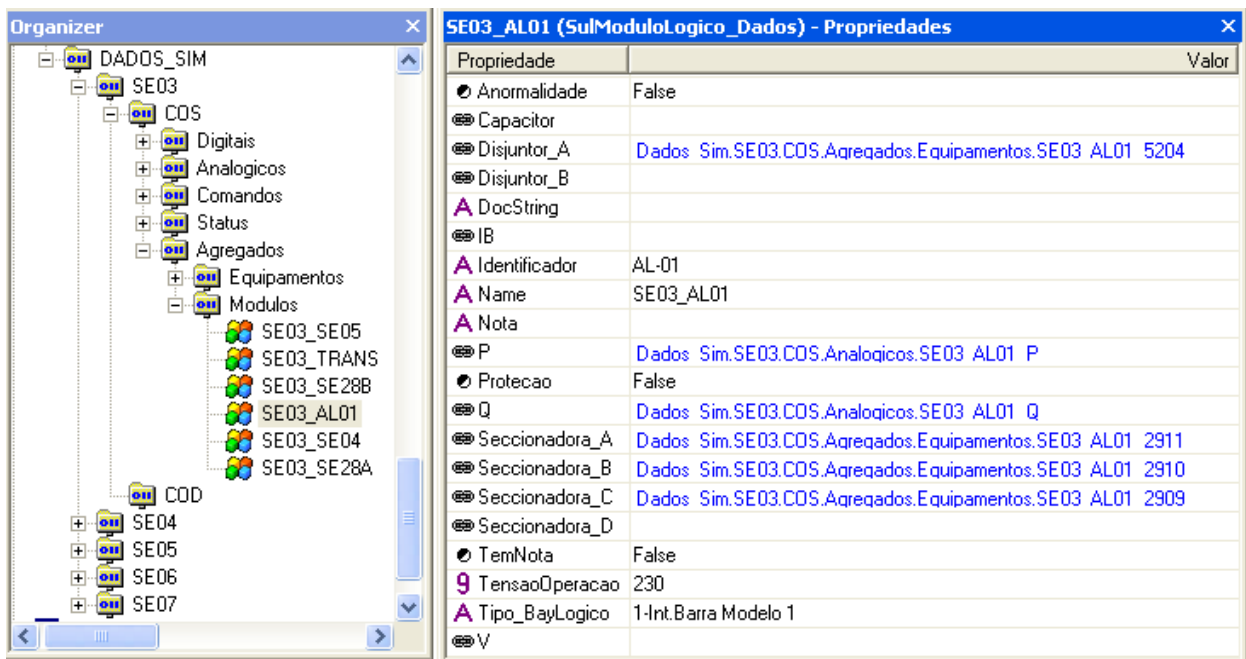 Organizer
DADOS_SIM
SE03
COS
Digitais
Analogicos
Comandos
Status
Agregados
Equipamentos
Modulos
SE03_SE05
SE03_TRANS
SE03_SE28B
SE03_AL01
SE03_SE04
SE03_SE28A
COD
SE04
SE05
SE06
SE07
SE03_AL01 (SulModuloLogico_Dados) - Propriedades
Propriedade Valor
Anormalidade False
Capacitor
Disjuntor_A Dados_Sim.SE03.COS.Agregados.Equipamentos.SE03_AL01_5204
Disjuntor_B
DocString
IB
Identificador AL-01
Name SE03_AL01
Nota
P Dados_Sim.SE03.COS.Analogicos.SE03_AL01_P
Protecao False
Q Dados_Sim.SE03.COS.Analogicos.SE03_AL01_Q
Seccionadora_A Dados_Sim.SE03.COS.Agregados.Equipamentos.SE03_AL01_2911
Seccionadora_B Dados_Sim.SE03.COS.Agregados.Equipamentos.SE03_AL01_2910
Seccionadora_C Dados_Sim.SE03.COS.Agregados.Equipamentos.SE03_AL01_2909
Seccionadora_D
TemNota False
TensaoOperacao 230
Tipo_BayLogico 1-Int.Barra Modelo 1
V